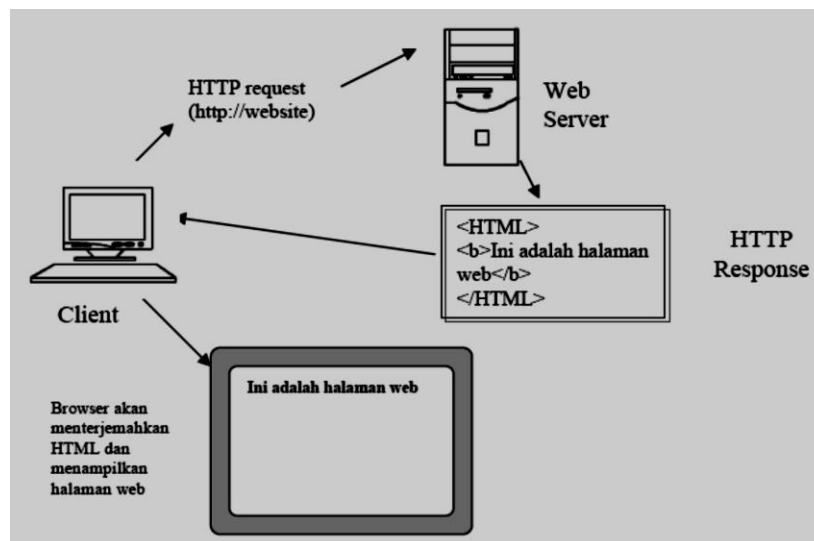 HTTP request
(http://website)
Web
Server
<HTML>
<b>Ini adalah halaman
web</b>
</HTML>
HTTP
Response
Client
Ini adalah halaman web
Browser akan
menterjemahkan
HTML dan
menampilkan
halaman web